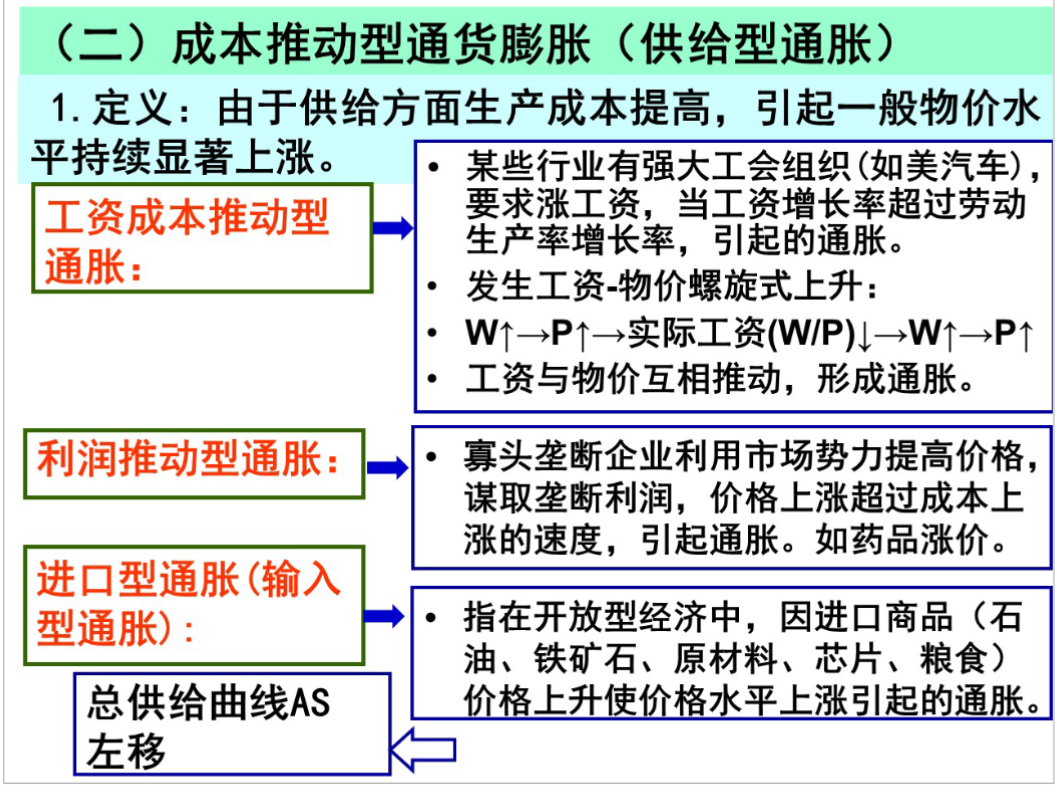 （二）成本推动型通货膨胀（供给型通胀）
1.定义：由于供给方面生产成本提高，引起一般物价水
平持续显著上涨。
工资成本推动型
通胀：
• 某些行业有强大工会组织(如美汽车)，
要求涨工资，当工资增长率超过劳动
生产率增长率，引起的通胀。
• 发生工资-物价螺旋式上升：
• W↑→P↑→实际工资(W/P)↓→W↑→P↑
• 工资与物价互相推动，形成通胀。
利润推动型通胀：
• 寡头垄断企业利用市场势力提高价格，
谋取垄断利润，价格上涨超过成本上
涨的速度，引起通胀。如药品涨价。
进口型通胀(输入
型通胀)：
• 指在开放型经济中，因进口商品（石
油、铁矿石、原材料、芯片、粮食）
价格上升使价格水平上涨引起的通胀。
总供给曲线AS
左移